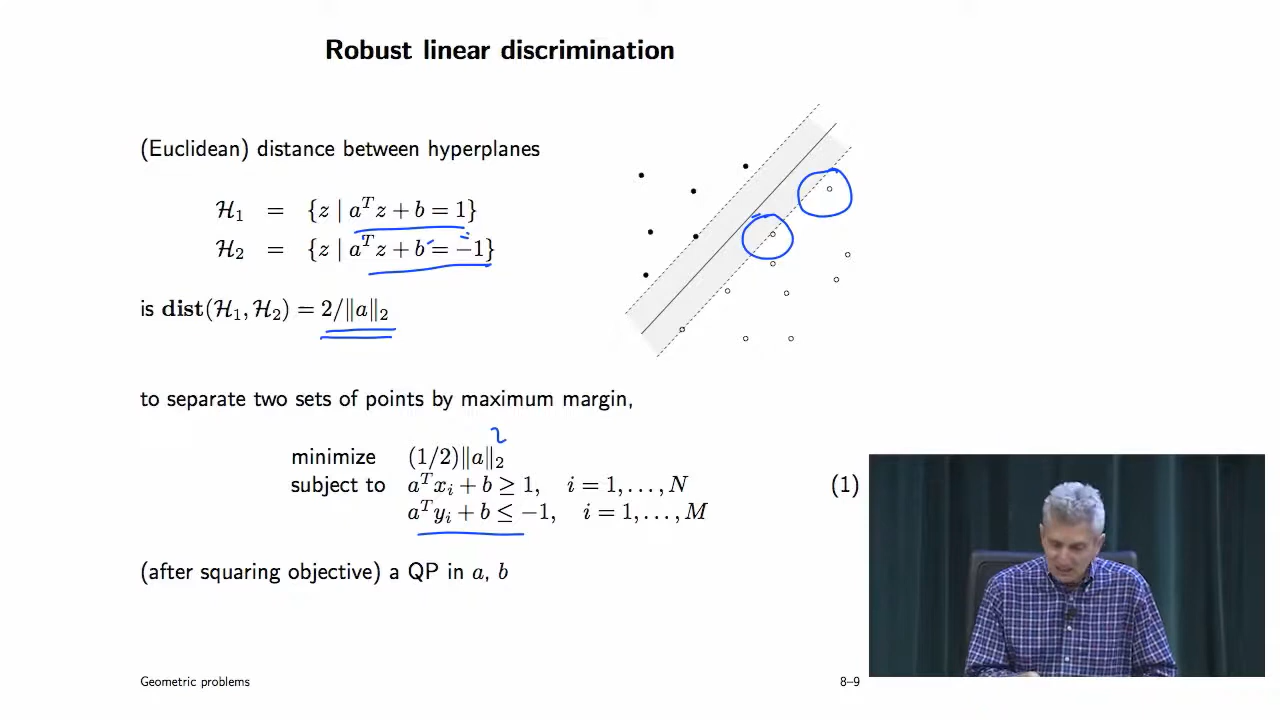 Robust linear discrimination
(Euclidean) distance between hyperplanes
H₁ = {z | aᵀz + b = 1}
H₂ = {z | aᵀz + b = −1}
is dist(H₁, H₂) = 2/‖a‖₂
to separate two sets of points by maximum margin,
minimize (1/2)‖a‖₂²
subject to aᵀxᵢ + b ≥ 1, i = 1, . . . , N (1)
aᵀyᵢ + b ≤ −1, i = 1, . . . , M
(after squaring objective) a QP in a, b
Geometric problems 8–9